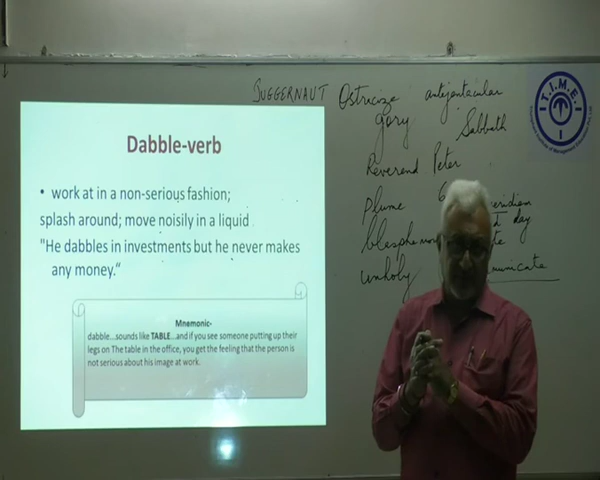 JUGGERNAUT Ostricize antijentacular
gory Sabbath
Reverend Peter
plume
day
unholy
I.T.I.M.E.I
Dabble-verb
• work at in a non-serious fashion;
splash around; move noisily in a liquid
"He dabbles in investments but he never makes
any money."
Mnemonic-
dabble...sounds like TABLE...and if you see someone putting up their
legs on The table in the office, you get the feeling that the person is
not serious about his image at work.